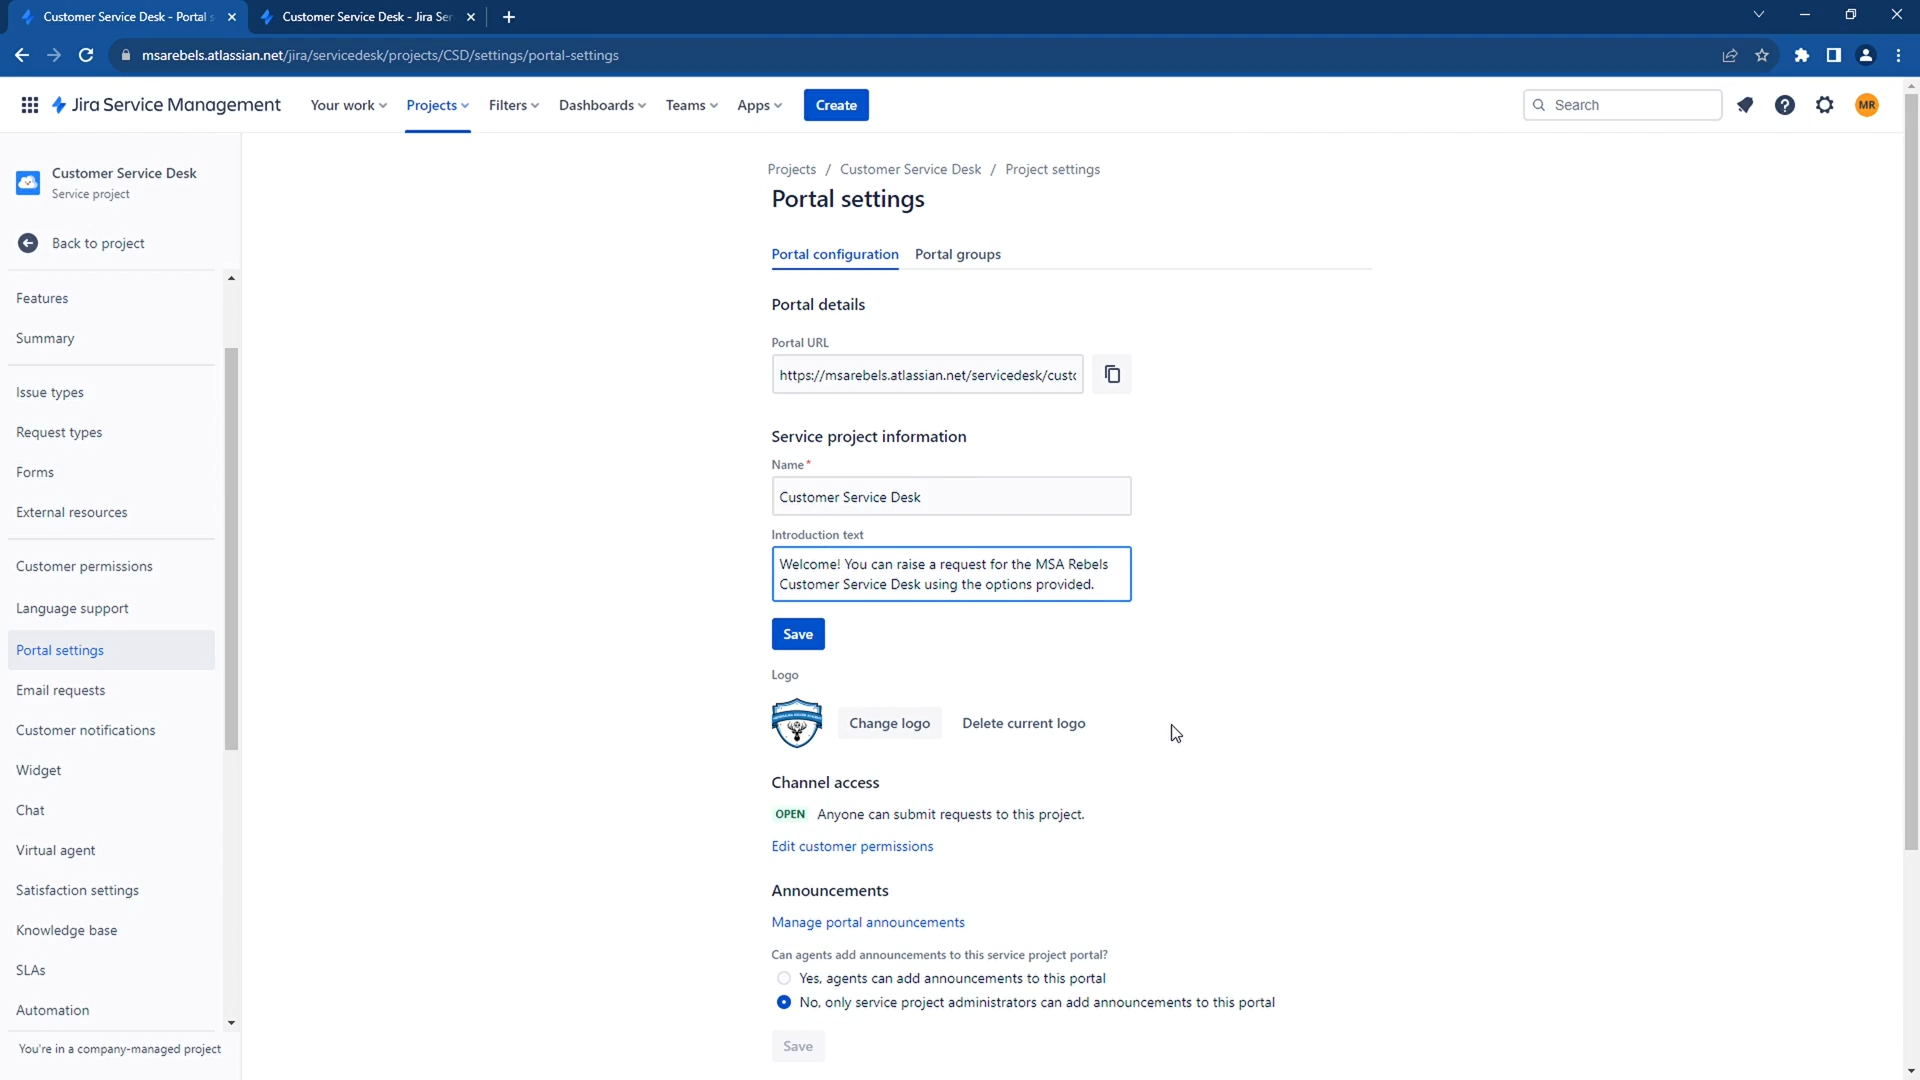 Customer Service Desk - Portal s
Customer Service Desk - Jira Ser
msarebels.atlassian.net/jira/servicedesk/projects/CSD/settings/portal-settings
Jira Service Management
Your work
Projects
Filters
Dashboards
Teams
Apps
Create
Search
MR
Customer Service Desk
Service project
Back to project
Features
Summary
Issue types
Request types
Forms
External resources
Customer permissions
Language support
Portal settings
Email requests
Customer notifications
Widget
Chat
Virtual agent
Satisfaction settings
Knowledge base
SLAs
Automation
You're in a company-managed project
Projects / Customer Service Desk / Project settings
Portal settings
Portal configuration
Portal groups
Portal details
Portal URL
https://msarebels.atlassian.net/servicedesk/custo
Service project information
Name*
Customer Service Desk
Introduction text
Welcome! You can raise a request for the MSA Rebels
Customer Service Desk using the options provided.
Save
Logo
Change logo
Delete current logo
Channel access
OPEN Anyone can submit requests to this project.
Edit customer permissions
Announcements
Manage portal announcements
Can agents add announcements to this service project portal?
Yes, agents can add announcements to this portal
No, only service project administrators can add announcements to this portal
Save